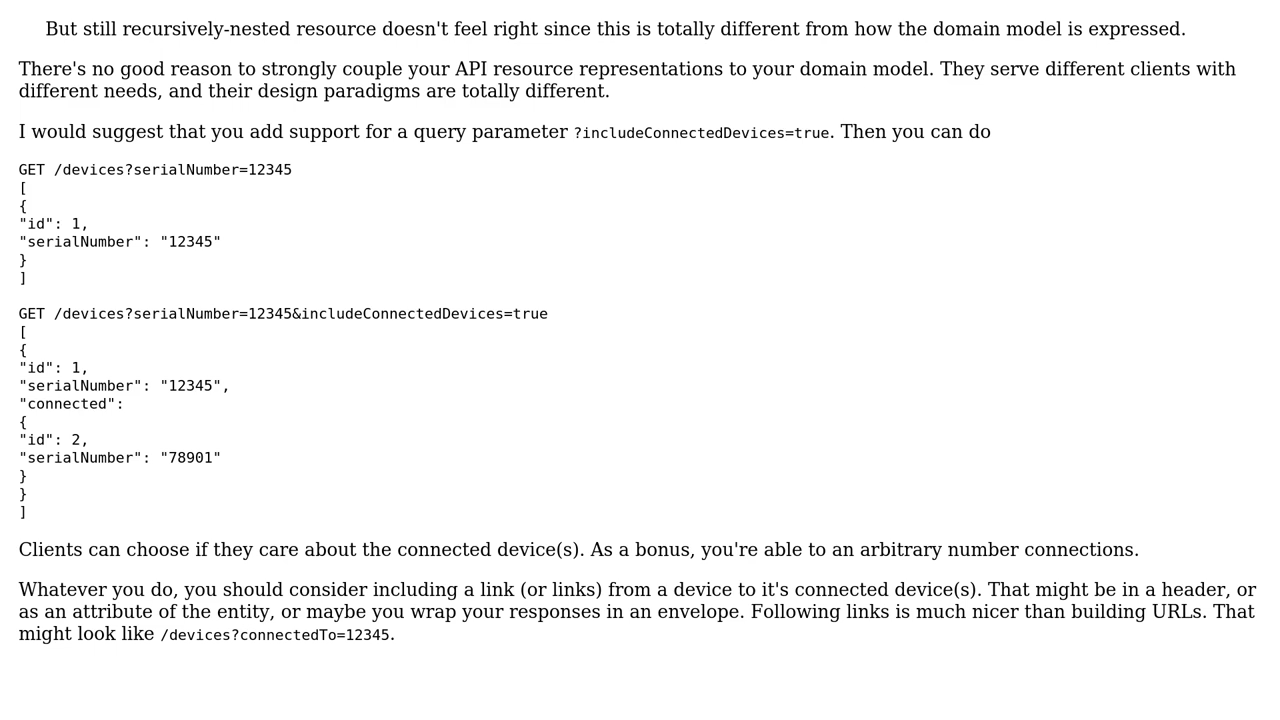 But still recursively-nested resource doesn't feel right since this is totally different from how the domain model is expressed.
There's no good reason to strongly couple your API resource representations to your domain model. They serve different clients with
different needs, and their design paradigms are totally different.
I would suggest that you add support for a query parameter ?includeConnectedDevices=true. Then you can do
GET /devices?serialNumber=12345
[
{
"id": 1,
"serialNumber": "12345"
}
]
GET /devices?serialNumber=12345&includeConnectedDevices=true
[
{
"id": 1,
"serialNumber": "12345",
"connected":
{
"id": 2,
"serialNumber": "78901"
}
}
]
Clients can choose if they care about the connected device(s). As a bonus, you're able to an arbitrary number connections.
Whatever you do, you should consider including a link (or links) from a device to it's connected device(s). That might be in a header, or
as an attribute of the entity, or maybe you wrap your responses in an envelope. Following links is much nicer than building URLs. That
might look like /devices?connectedTo=12345.